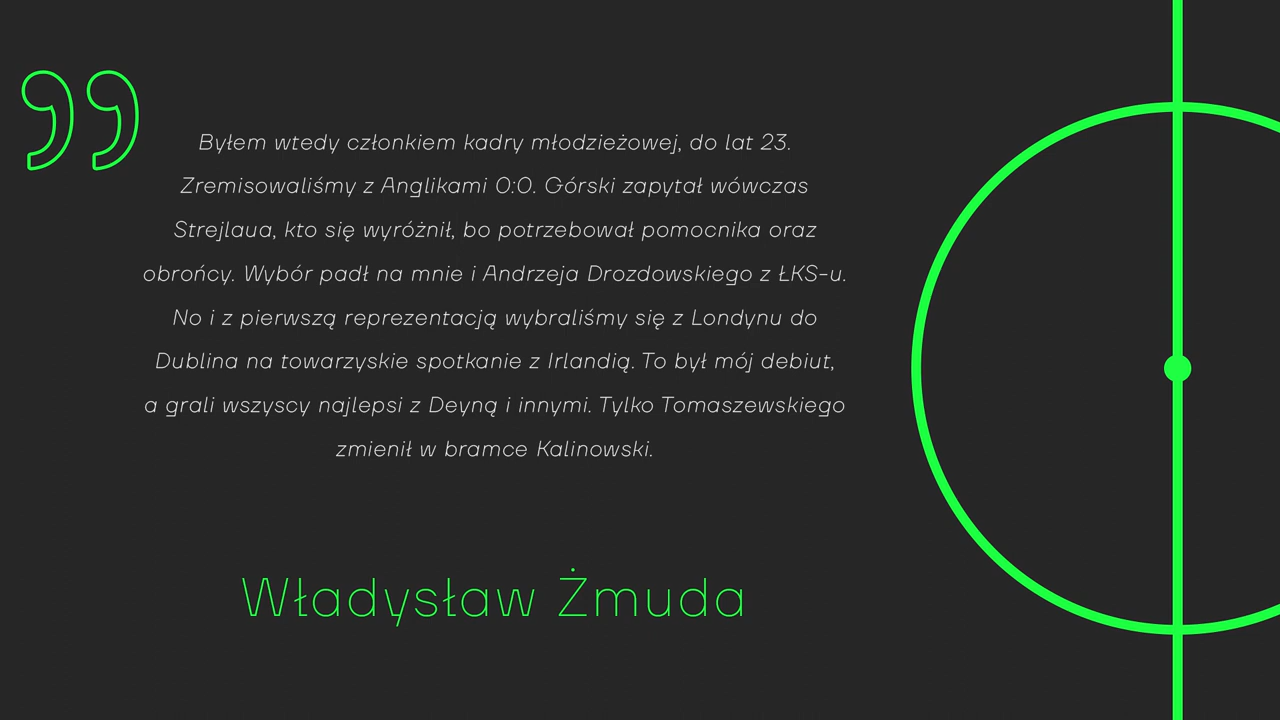 ”
Byłem wtedy członkiem kadry młodzieżowej, do lat 23.
Zremisowaliśmy z Anglikami 0:0. Górski zapytał wówczas
Strejlaua, kto się wyróżnił, bo potrzebował pomocnika oraz
obrońcy. Wybór padł na mnie i Andrzeja Drozdowskiego z ŁKS-u.
No i z pierwszą reprezentacją wybraliśmy się z Londynu do
Dublina na towarzyskie spotkanie z Irlandią. To był mój debiut,
a grali wszyscy najlepsi z Deyną i innymi. Tylko Tomaszewskiego
zmienił w bramce Kalinowski.
Władysław Żmuda